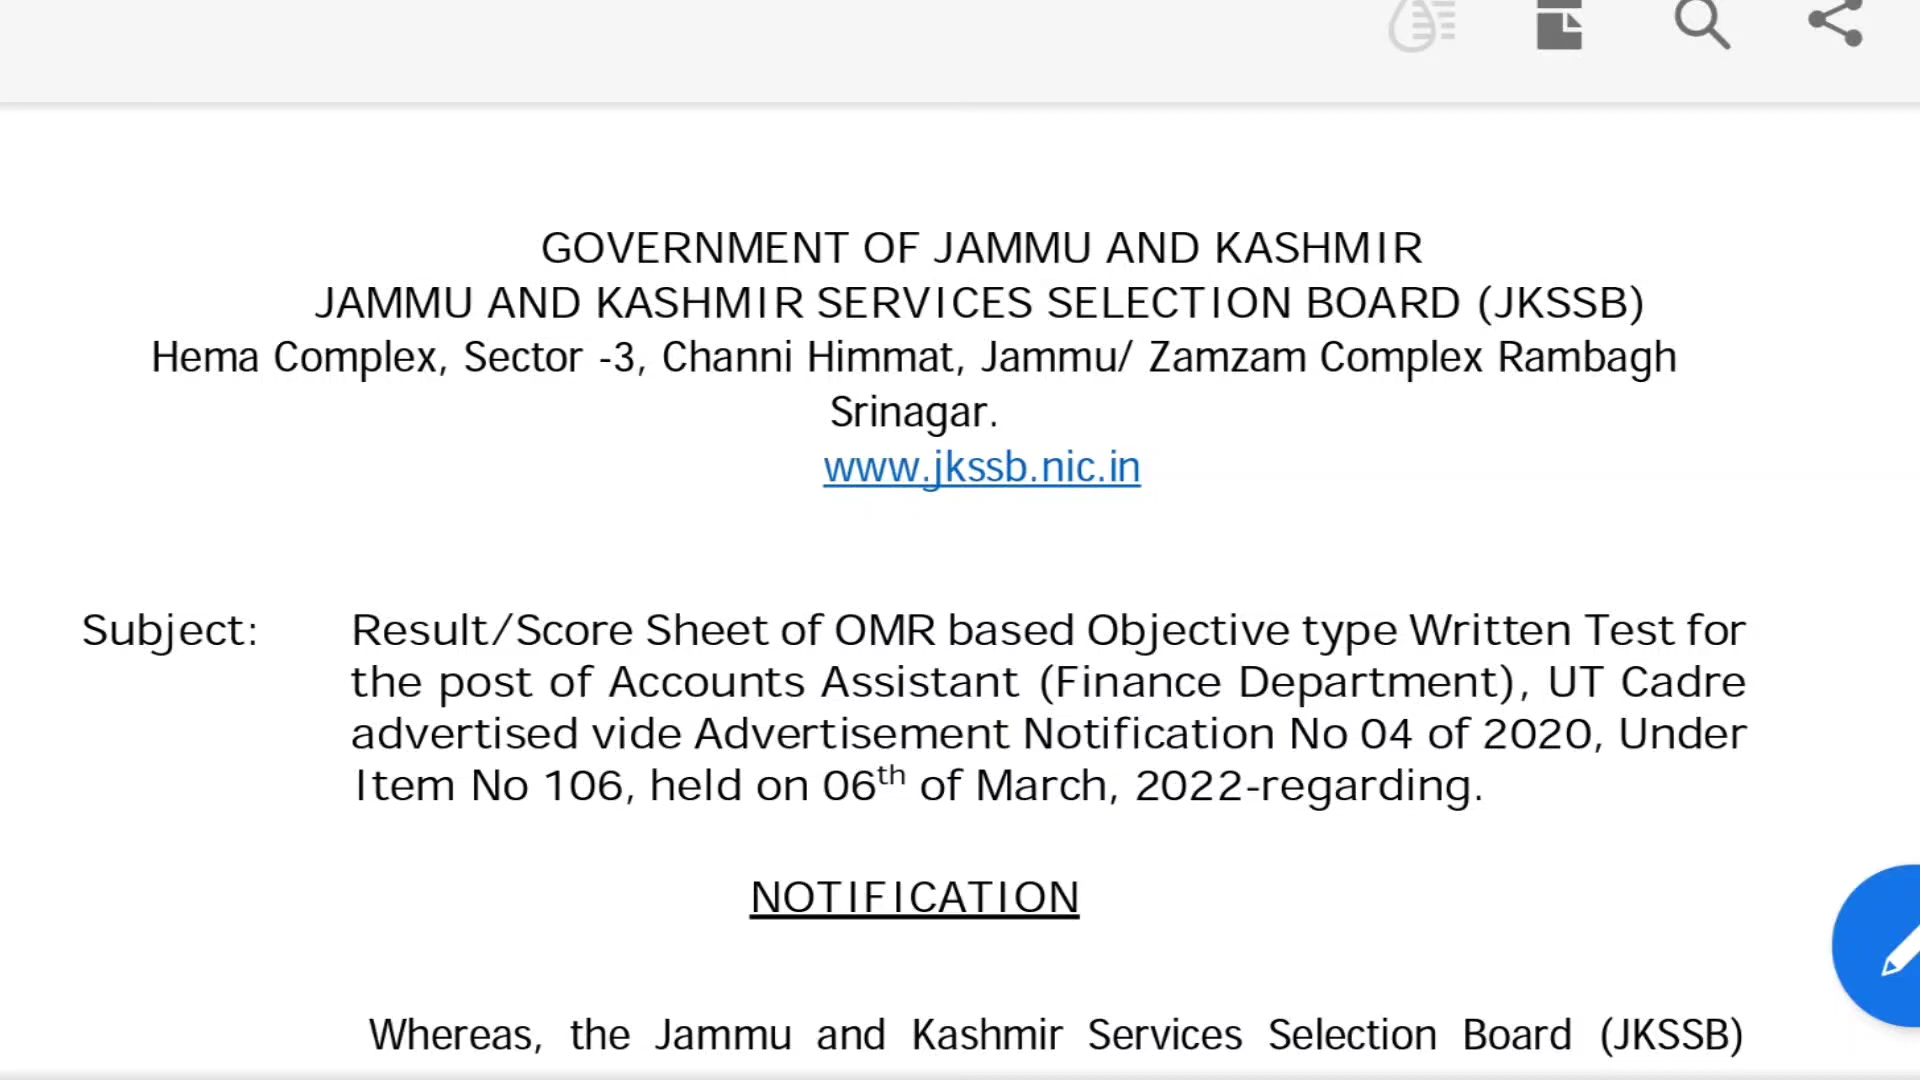 GOVERNMENT OF JAMMU AND KASHMIR
JAMMU AND KASHMIR SERVICES SELECTION BOARD (JKSSB)
Hema Complex, Sector -3, Channi Himmat, Jammu/ Zamzam Complex Rambagh
Srinagar.
www.jkssb.nic.in
Subject: Result/Score Sheet of OMR based Objective type Written Test for
the post of Accounts Assistant (Finance Department), UT Cadre
advertised vide Advertisement Notification No 04 of 2020, Under
Item No 106, held on 06th of March, 2022-regarding.
NOTIFICATION
Whereas, the Jammu and Kashmir Services Selection Board (JKSSB)